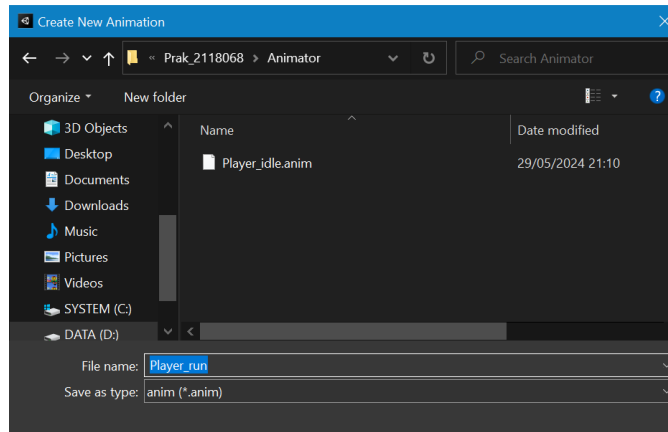 Create New Animation
« Prak_2118068 > Animator
Search Animator
Organize
New folder
3D Objects
Desktop
Documents
Downloads
Music
Pictures
Videos
SYSTEM (C:)
DATA (D:)
Name
Date modified
Player_idle.anim
29/05/2024 21:10
File name: Player_run
Save as type: anim (*.anim)